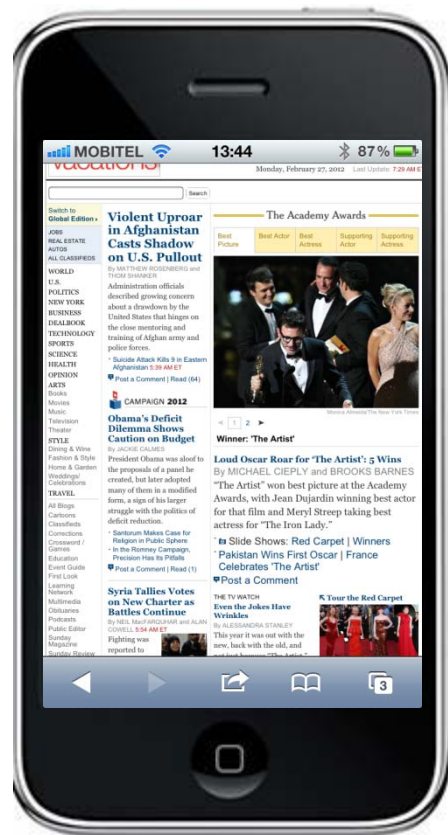 MOBITEL 13:44 87%
vacations
Monday, February 27, 2012 Last Update: 7:29 AM E
Search
Switch to
Global Edition ›
JOBS
REAL ESTATE
AUTOS
ALL CLASSIFIEDS
WORLD
U.S.
POLITICS
NEW YORK
BUSINESS
DEALBOOK
TECHNOLOGY
SPORTS
SCIENCE
HEALTH
OPINION
ARTS
Books
Movies
Music
Television
Theater
STYLE
Dining & Wine
Fashion & Style
Home & Garden
Weddings/
Celebrations
TRAVEL
All Blogs
Cartoons
Classifieds
Corrections
Crossword /
Games
Education
Event Guide
First Look
Learning
Network
Multimedia
Obituaries
Podcasts
Public Editor
Sunday
Magazine
Sunday Review
Violent Uproar
in Afghanistan
Casts Shadow
on U.S. Pullout
By MATTHEW ROSENBERG and
THOM SHANKER
Administration officials
described growing concern
about a drawdown by the
United States that hinges on
the close mentoring and
training of Afghan army and
police forces.
Suicide Attack Kills 9 in Eastern
Afghanistan 5:39 AM ET
Post a Comment | Read (64)
CAMPAIGN 2012
Obama's Deficit
Dilemma Shows
Caution on Budget
By JACKIE CALMES
President Obama was aloof to
the proposals of a panel he
created, but later adopted
many of them in a modified
form, a sign of his larger
struggle with the politics of
deficit reduction.
Santorum Makes Case for
Religion in Public Sphere
In the Romney Campaign,
Precision Has Its Pitfalls
Post a Comment | Read (1)
Syria Tallies Votes
on New Charter as
Battles Continue
By NEIL MacFARQUHAR and ALAN
COWELL 5:54 AM ET
Fighting was
reported to
The Academy Awards
Best
Picture
Best Actor
Best
Actress
Supporting
Actor
Supporting
Actress
Monica Almeida/The New York Times
1 2
Winner: 'The Artist'
Loud Oscar Roar for 'The Artist': 5
Wins
By MICHAEL CIEPLY and BROOKS BARNES
"The Artist" won best picture at the Academy
Awards, with Jean Dujardin winning best actor
for that film and Meryl Streep taking best
actress for "The Iron Lady."
Slide Shows: Red Carpet | Winners
Pakistan Wins First Oscar | France
Celebrates 'The Artist'
Post a Comment
THE TV WATCH
Even the Jokes Have
Wrinkles
By ALESSANDRA STANLEY
This year it was out with the
new, back with the old, and
Tour the Red Carpet
3